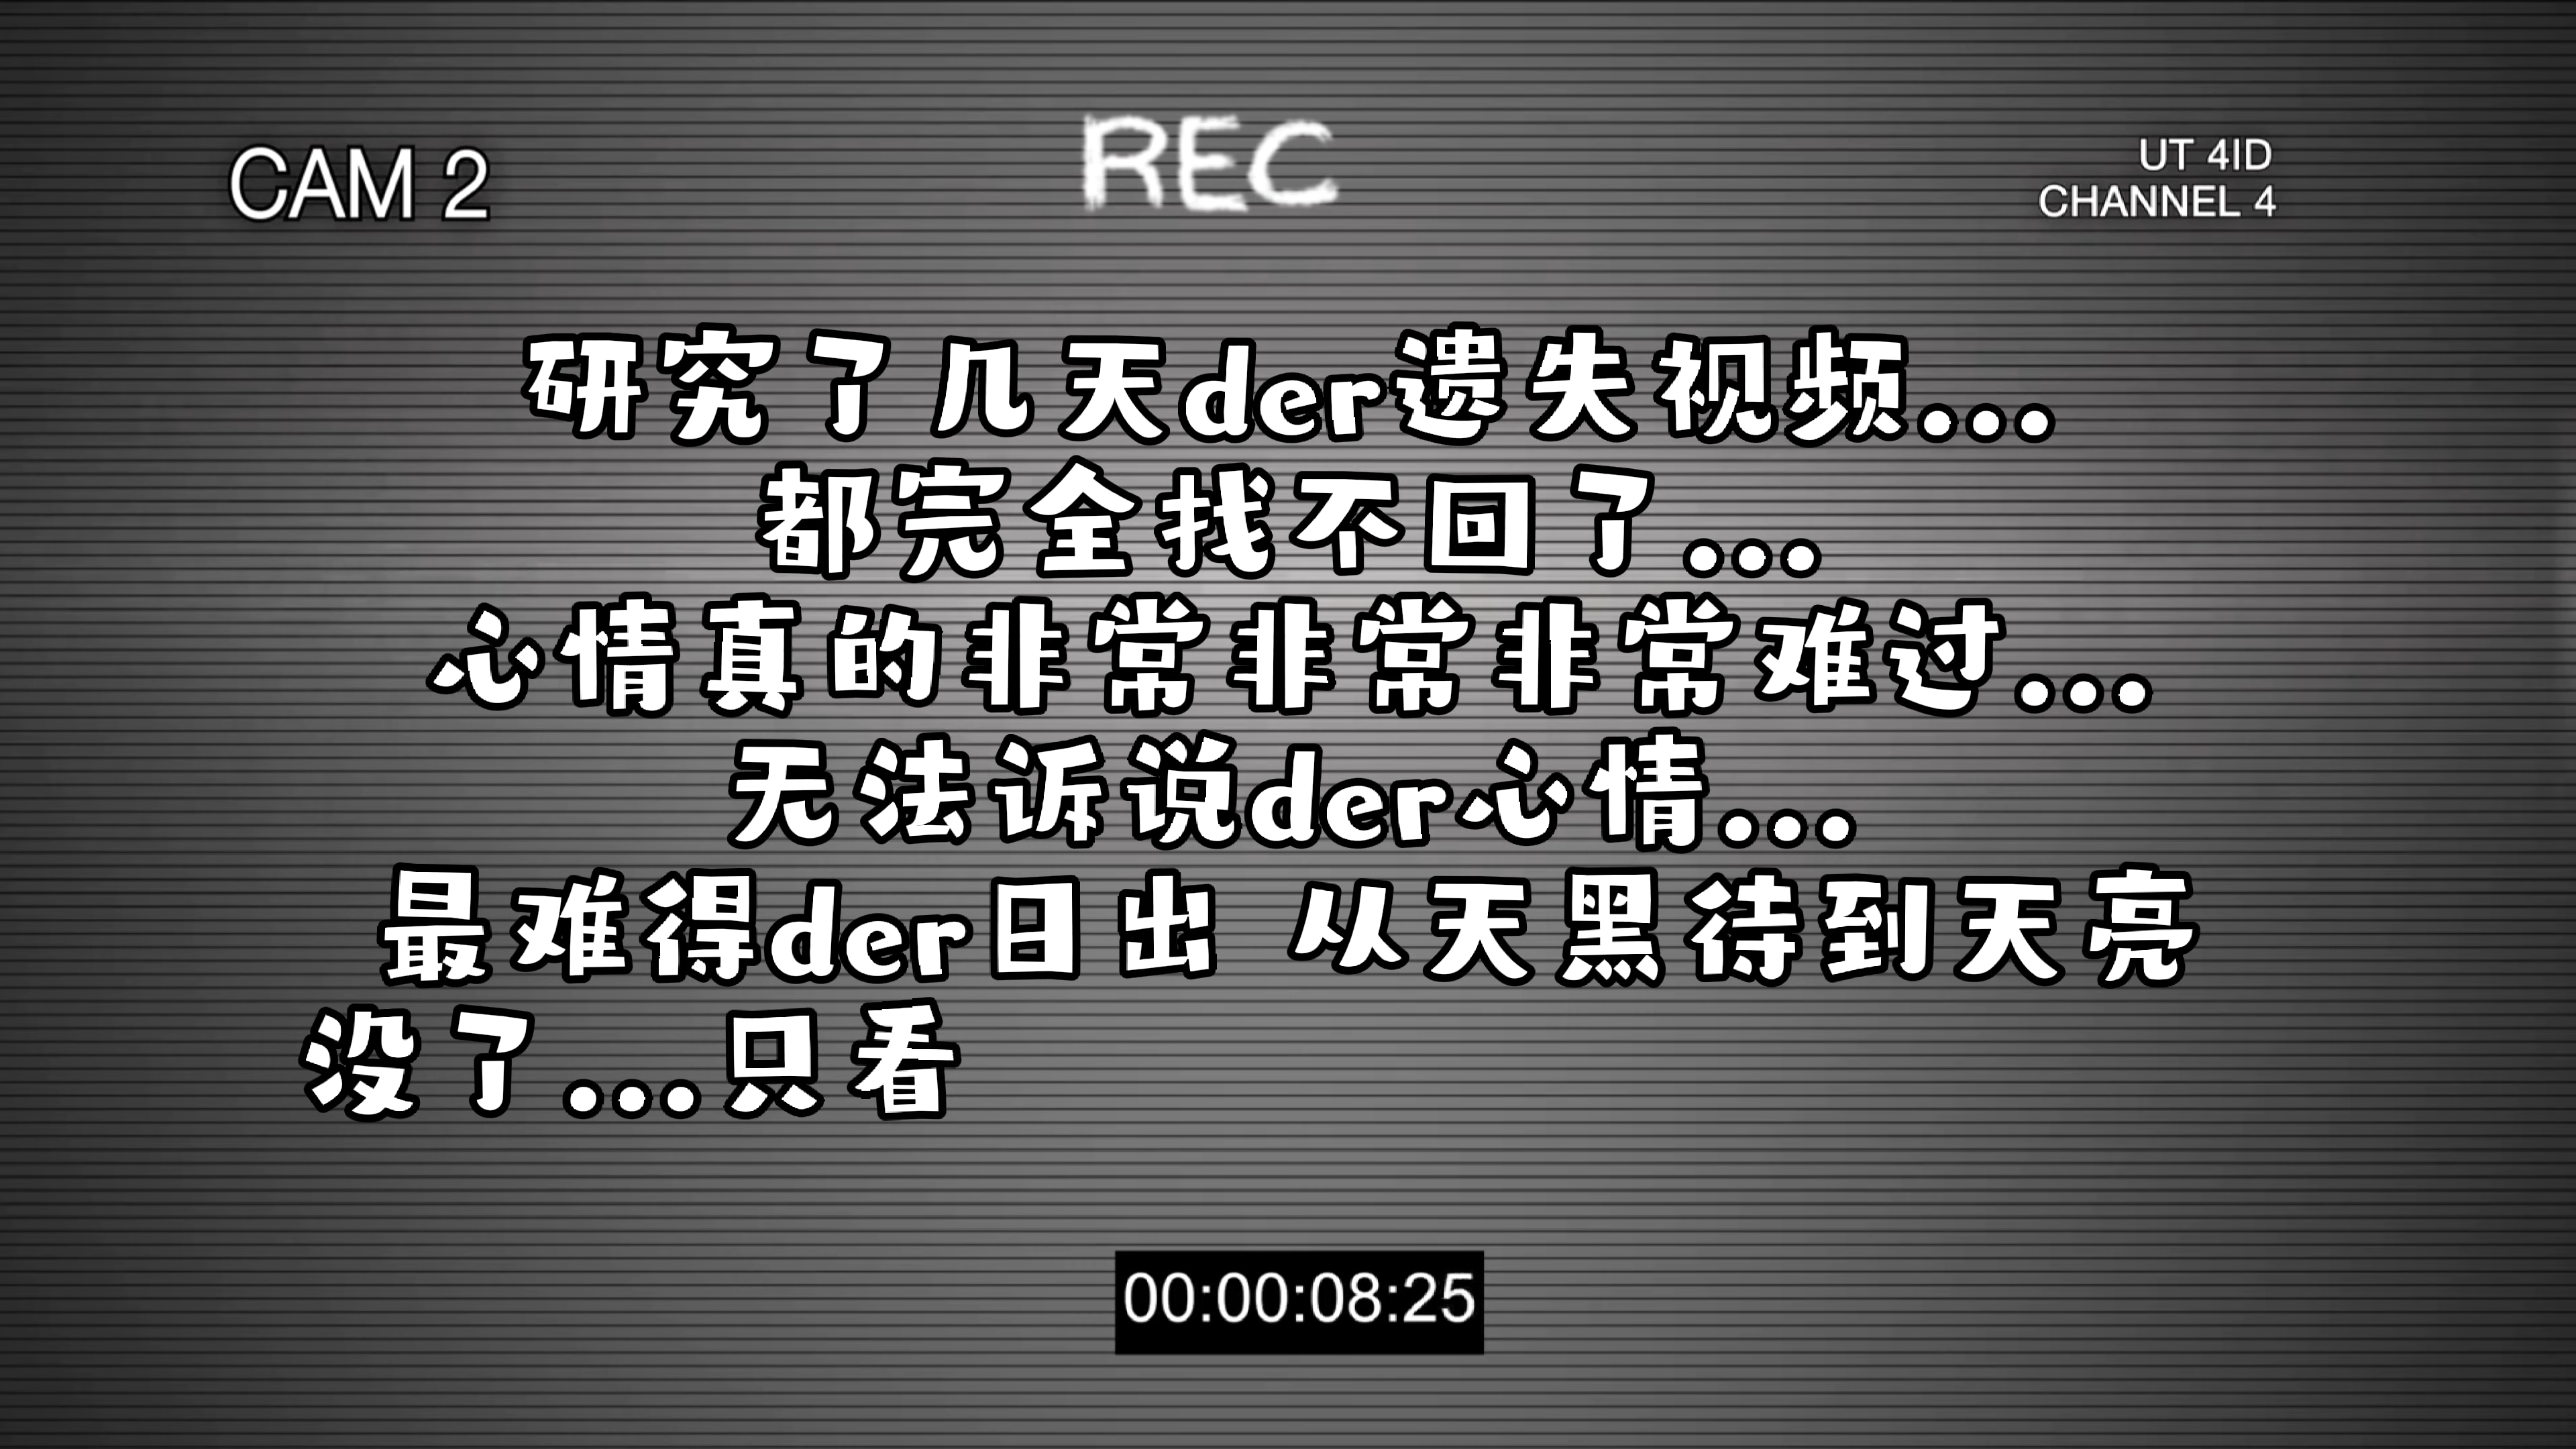 CAM 2
REC
UT 4ID
CHANNEL 4
研究了几天der遗失视频...
都完全找不回了...
心情真的非常非常非常难过...
无法诉说der心情...
最难得der日出 从天黑待到天亮
没了...只看
00:00:08:25